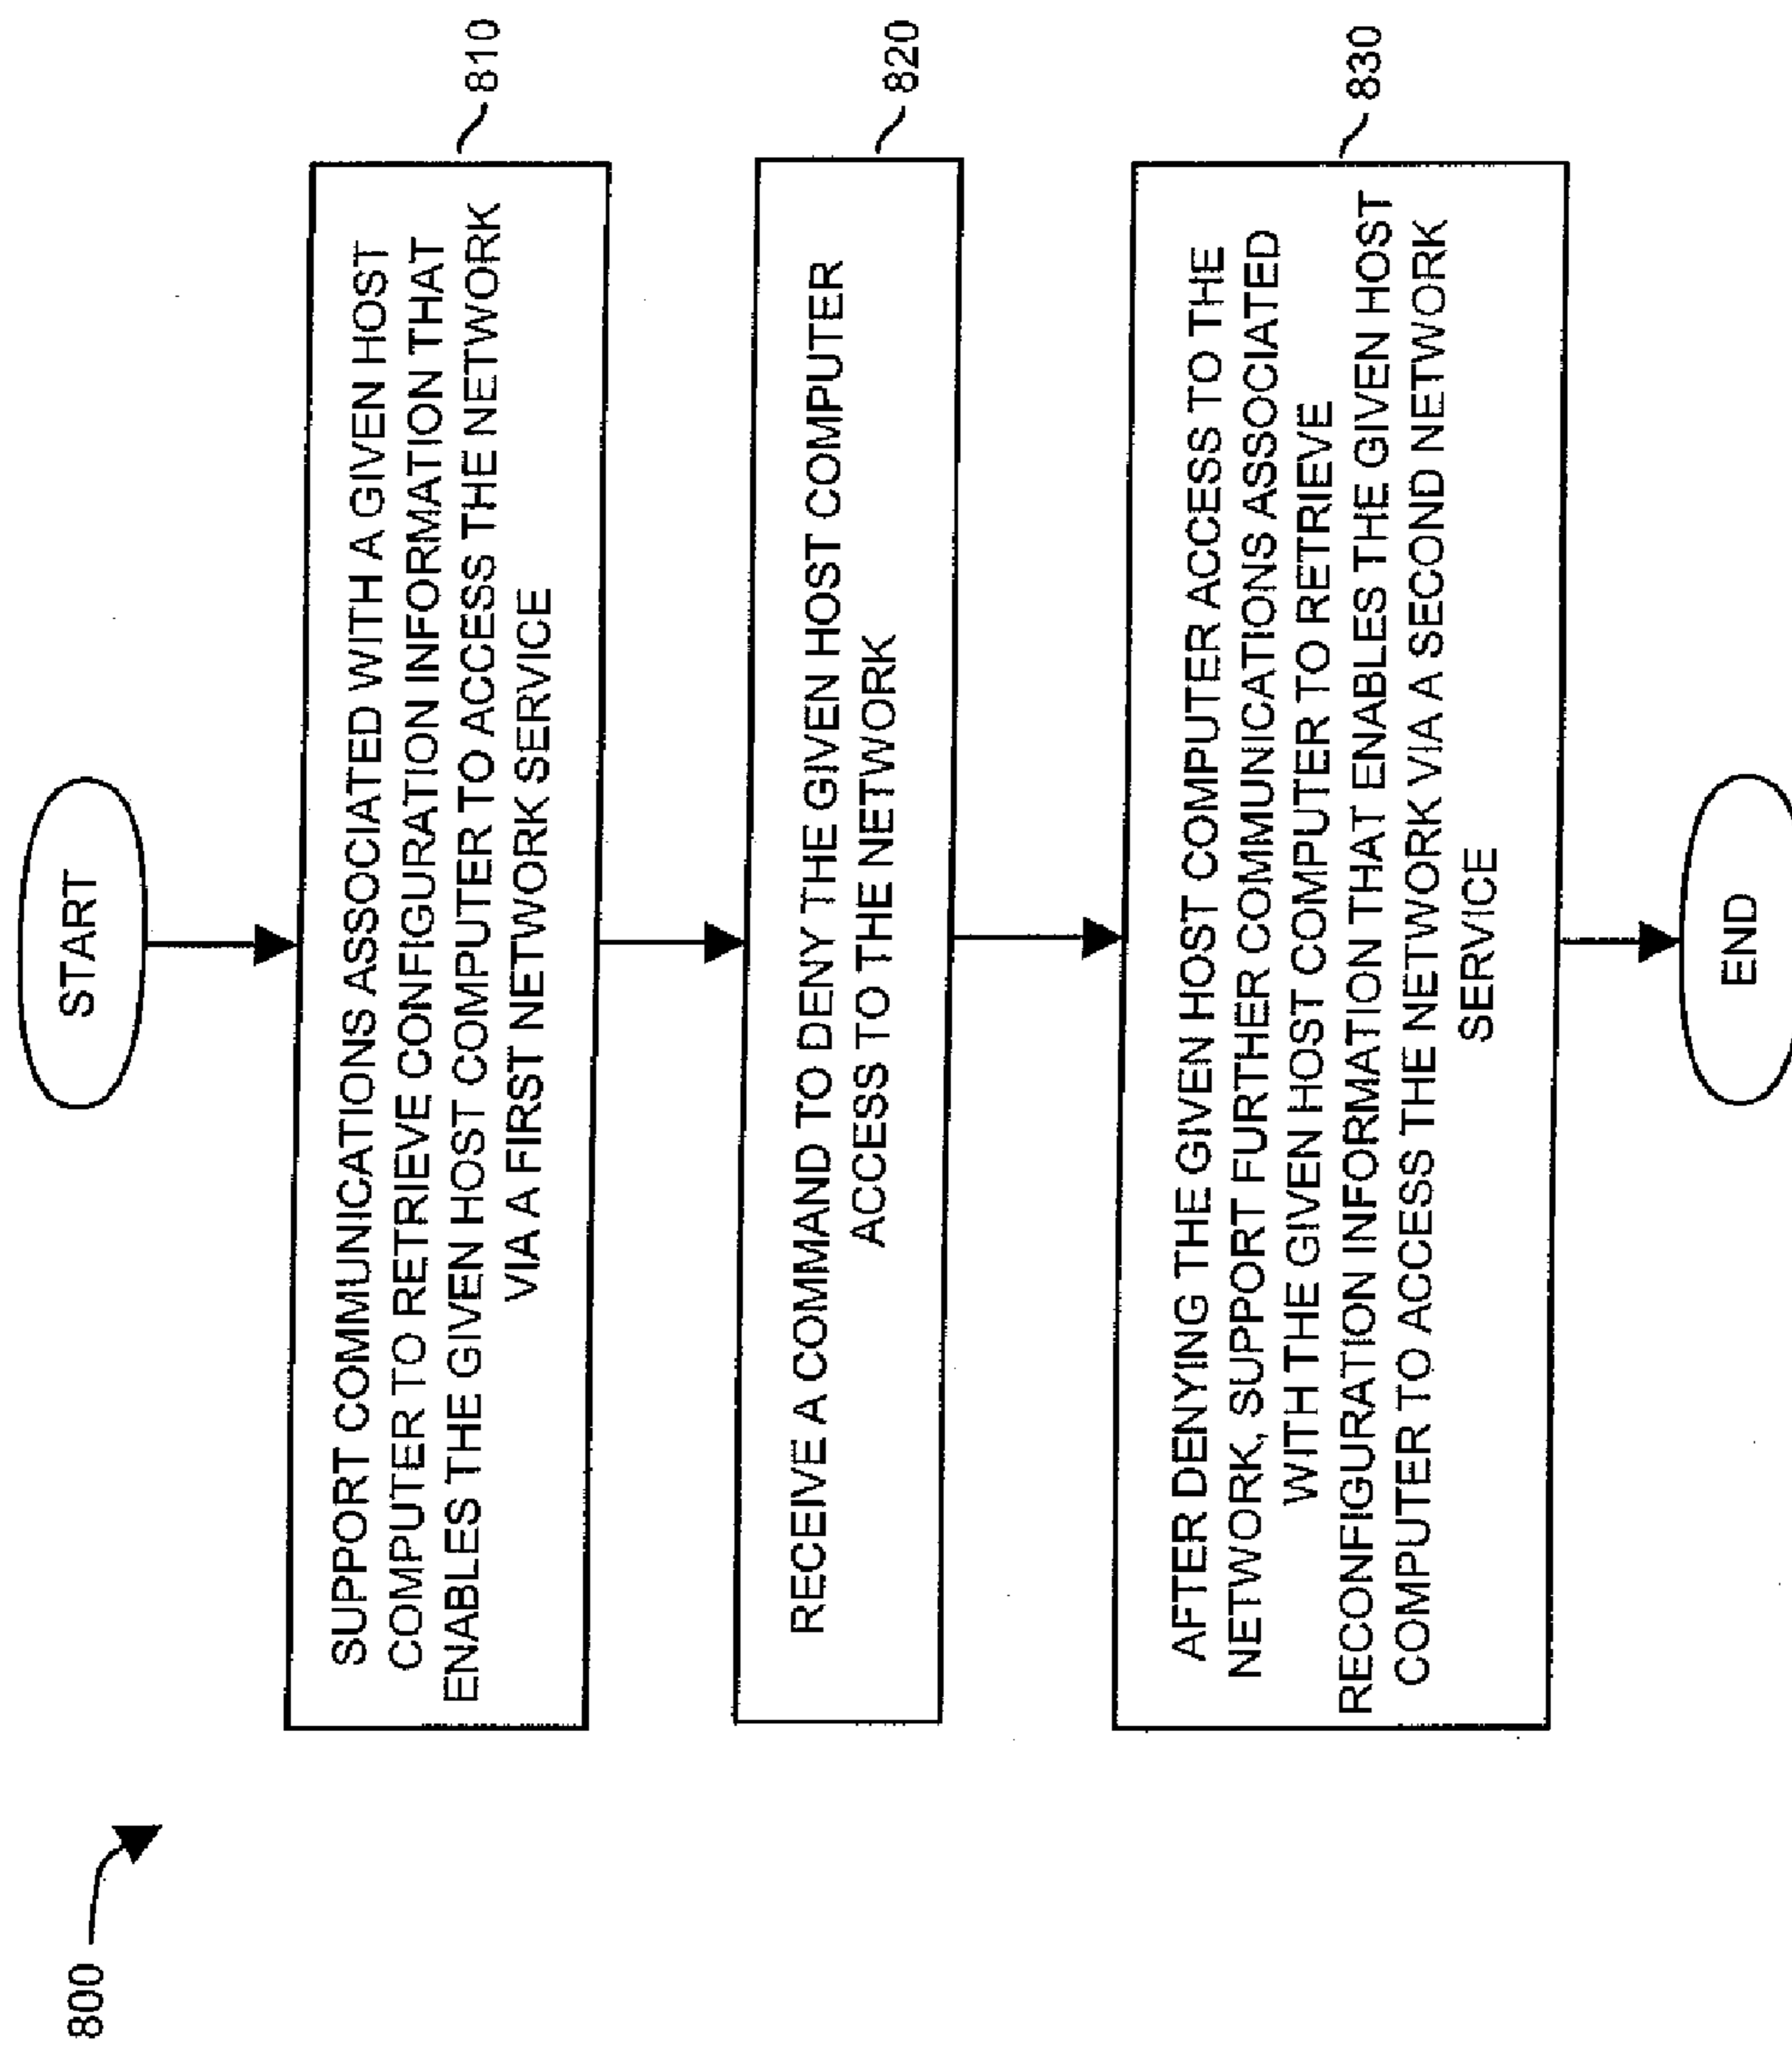 800
START
SUPPORT COMMUNICATIONS ASSOCIATED WITH A GIVEN HOST
COMPUTER TO RETRIEVE CONFIGURATION INFORMATION THAT
ENABLES THE GIVEN HOST COMPUTER TO ACCESS THE NETWORK
VIA A FIRST NETWORK SERVICE
810
RECEIVE A COMMAND TO DENY THE GIVEN HOST COMPUTER
ACCESS TO THE NETWORK
820
AFTER DENYING THE GIVEN HOST COMPUTER ACCESS TO THE
NETWORK, SUPPORT FURTHER COMMUNICATIONS ASSOCIATED
WITH THE GIVEN HOST COMPUTER TO RETRIEVE
RECONFIGURATION INFORMATION THAT ENABLES THE GIVEN HOST
COMPUTER TO ACCESS THE NETWORK VIA A SECOND NETWORK
SERVICE
830
END